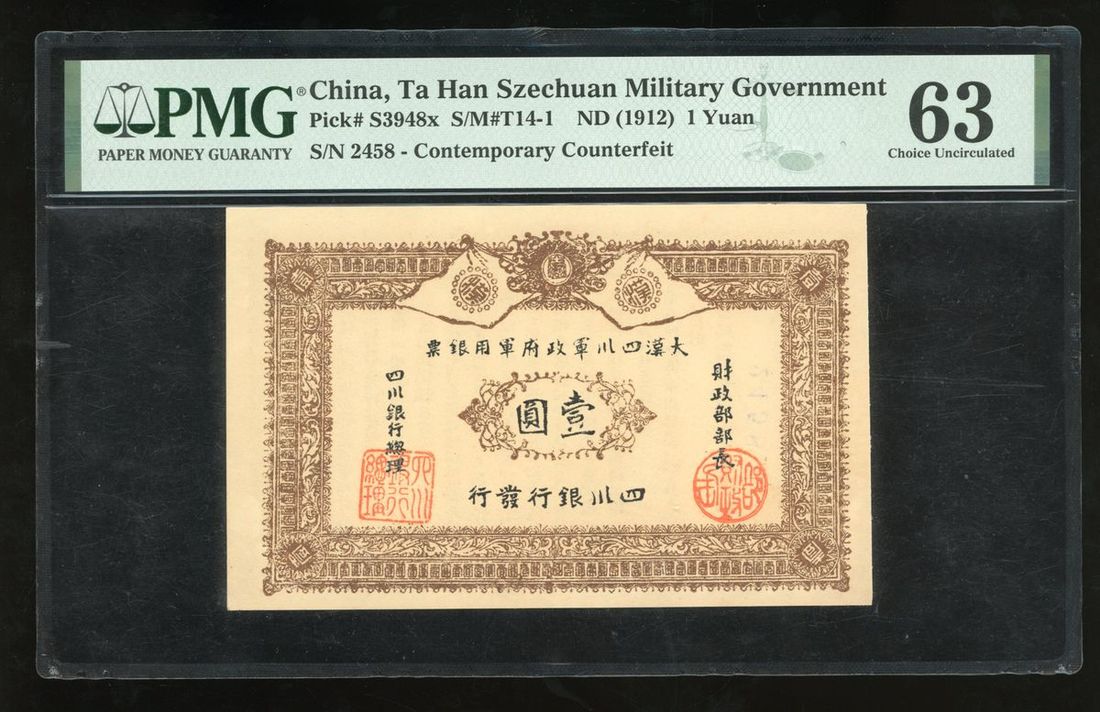 PMG®
PAPER MONEY GUARANTY
China, Ta Han Szechuan Military Government
Pick# S3948x S/M#T14-1 ND (1912) 1 Yuan
S/N 2458 - Contemporary Counterfeit
63
Choice Uncirculated
大漢四川軍政府軍用銀票
財政部部長
壹圓
四川銀行總理
四川銀行發行